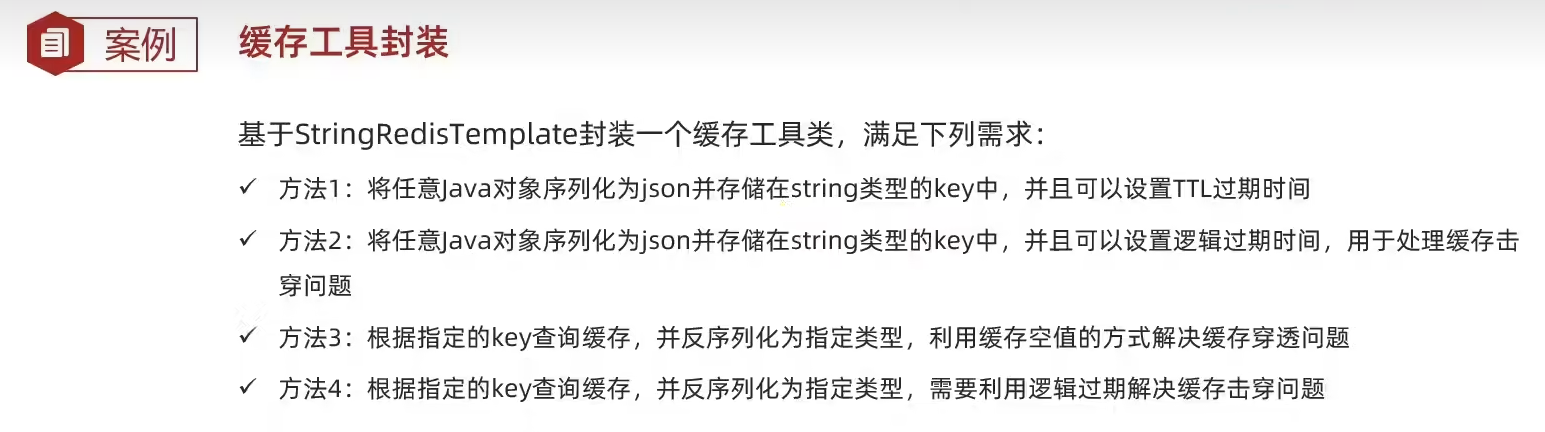 案例
缓存工具封装
基于StringRedisTemplate封装一个缓存工具类，满足下列需求：
✓ 方法1：将任意Java对象序列化为json并存储在string类型的key中，并且可以设置TTL过期时间
✓ 方法2：将任意Java对象序列化为json并存储在string类型的key中，并且可以设置逻辑过期时间，用于处理缓存击
穿问题
✓ 方法3：根据指定的key查询缓存，并反序列化为指定类型，利用缓存空值的方式解决缓存穿透问题
✓ 方法4：根据指定的key查询缓存，并反序列化为指定类型，需要利用逻辑过期解决缓存击穿问题